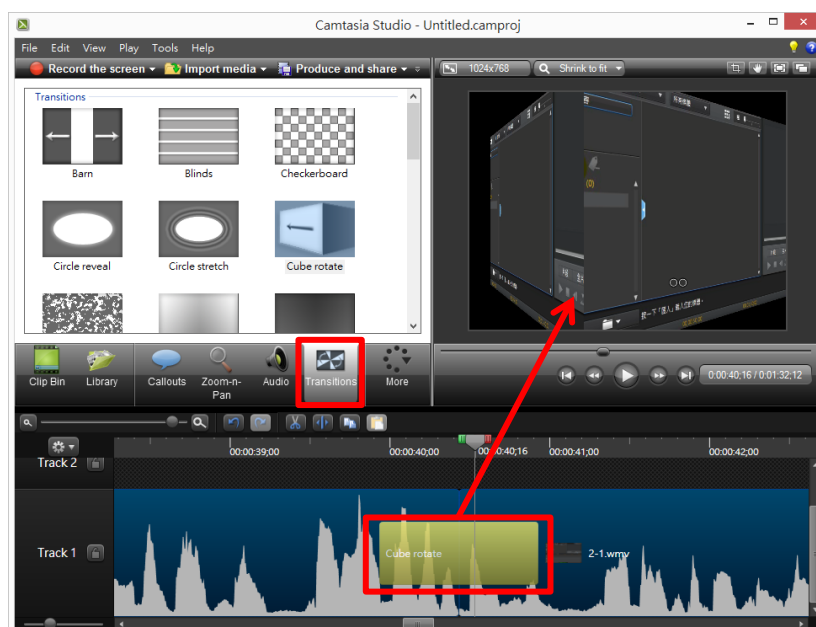 Camtasia Studio - Untitled.camproj
File Edit View Play Tools Help
Record the screen Import media Produce and share
1024x768 Shrink to fit
Transitions
Barn Blinds Checkerboard
Circle reveal Circle stretch Cube rotate
(0)
Clip Bin Library Callouts Zoom-n-Pan Audio Transitions More
0:00:40;16 / 0:01:32;12
00:00:39;00 00:00:40;00 00:00:40;16 00:00:41;00 00:00:42;00
Track 2
Track 1 Cube rotate 2-1.wmv